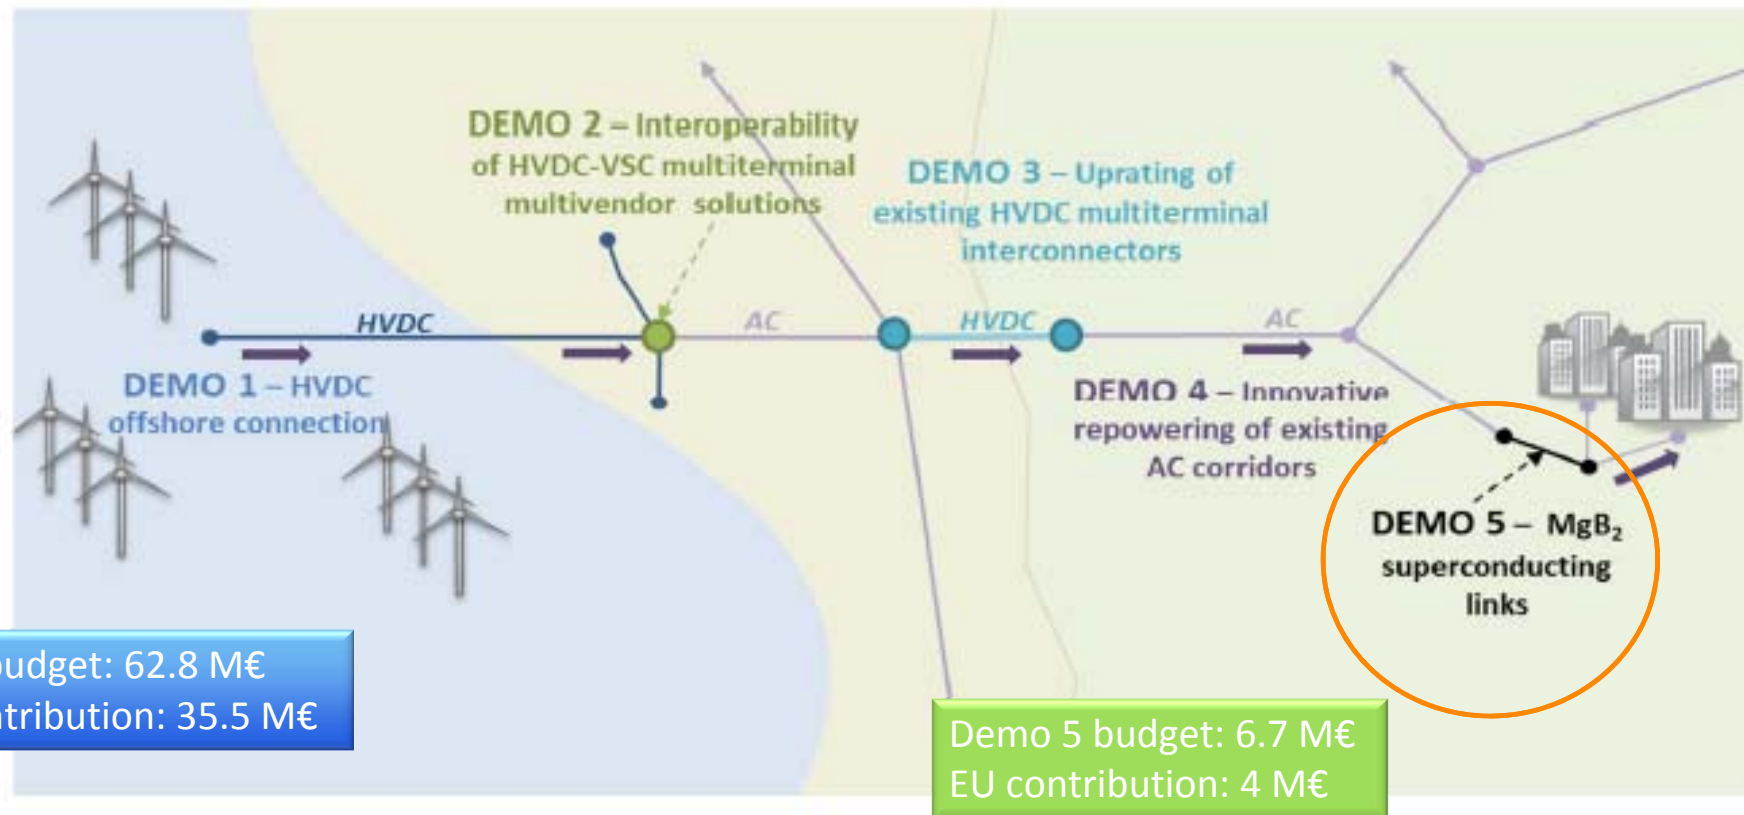 DEMO 2 – Interoperability
of HVDC-VSC multiterminal
multivendor solutions
DEMO 3 – Uprating of
existing HVDC multiterminal
interconnectors
HVDC
AC
HVDC
AC
DEMO 1 – HVDC
offshore connection
DEMO 4 – Innovative
repowering of existing
AC corridors
DEMO 5 – MgB₂
superconducting
links
: 62.8 M€
: 35.5 M€
Demo 5 budget: 6.7 M€
EU contribution: 4 M€